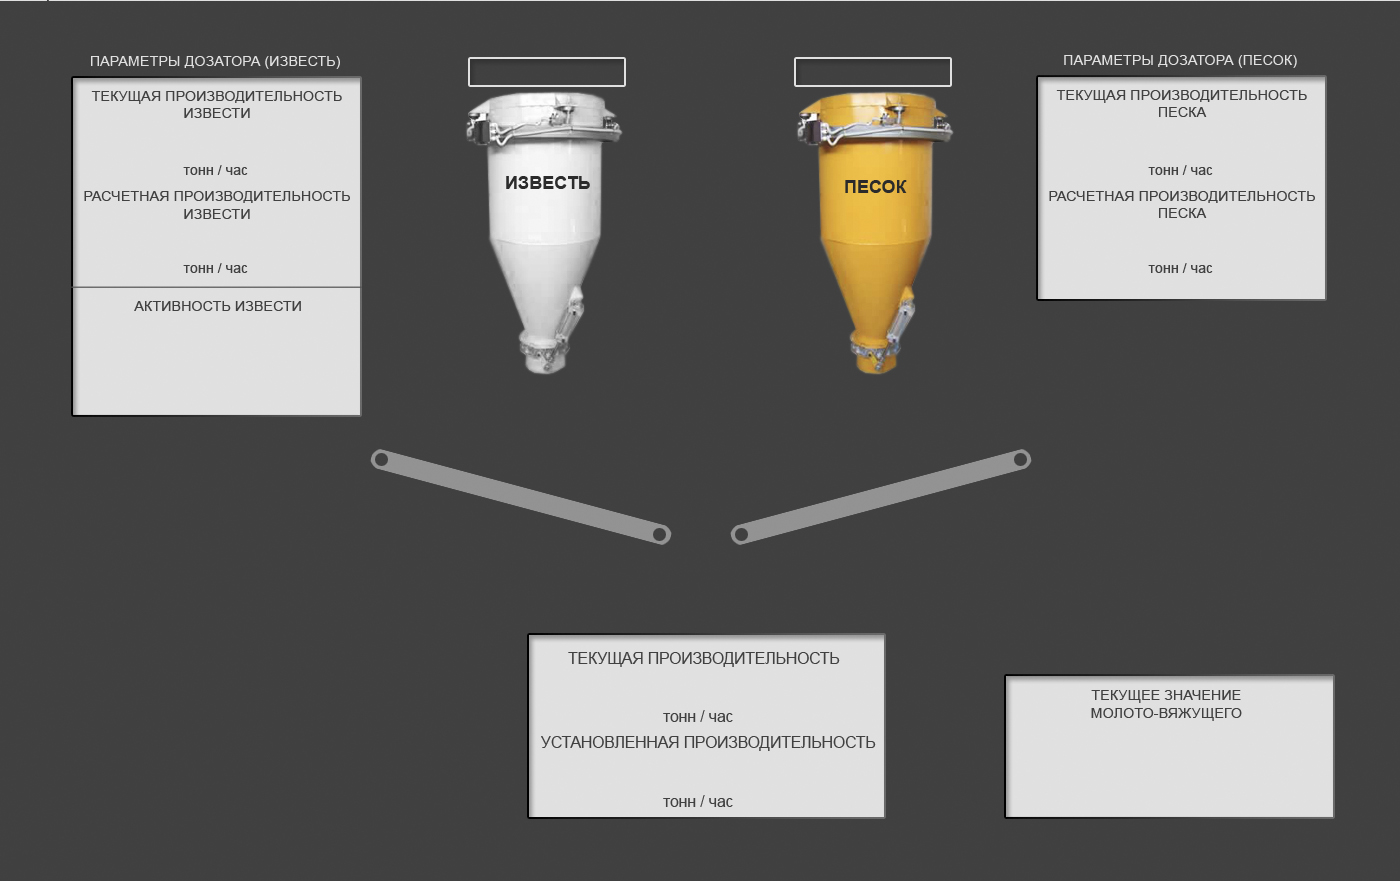 ПАРАМЕТРЫ ДОЗАТОРА (ИЗВЕСТЬ)
ТЕКУЩАЯ ПРОИЗВОДИТЕЛЬНОСТЬ
ИЗВЕСТИ
тонн / час
РАСЧЕТНАЯ ПРОИЗВОДИТЕЛЬНОСТЬ
ИЗВЕСТИ
тонн / час
АКТИВНОСТЬ ИЗВЕСТИ
ИЗВЕСТЬ
ПЕСОК
ПАРАМЕТРЫ ДОЗАТОРА (ПЕСОК)
ТЕКУЩАЯ ПРОИЗВОДИТЕЛЬНОСТЬ
ПЕСКА
тонн / час
РАСЧЕТНАЯ ПРОИЗВОДИТЕЛЬНОСТЬ
ПЕСКА
тонн / час
ТЕКУЩАЯ ПРОИЗВОДИТЕЛЬНОСТЬ
тонн / час
УСТАНОВЛЕННАЯ ПРОИЗВОДИТЕЛЬНОСТЬ
тонн / час
ТЕКУЩЕЕ ЗНАЧЕНИЕ
МОЛОТО-ВЯЖУЩЕГО